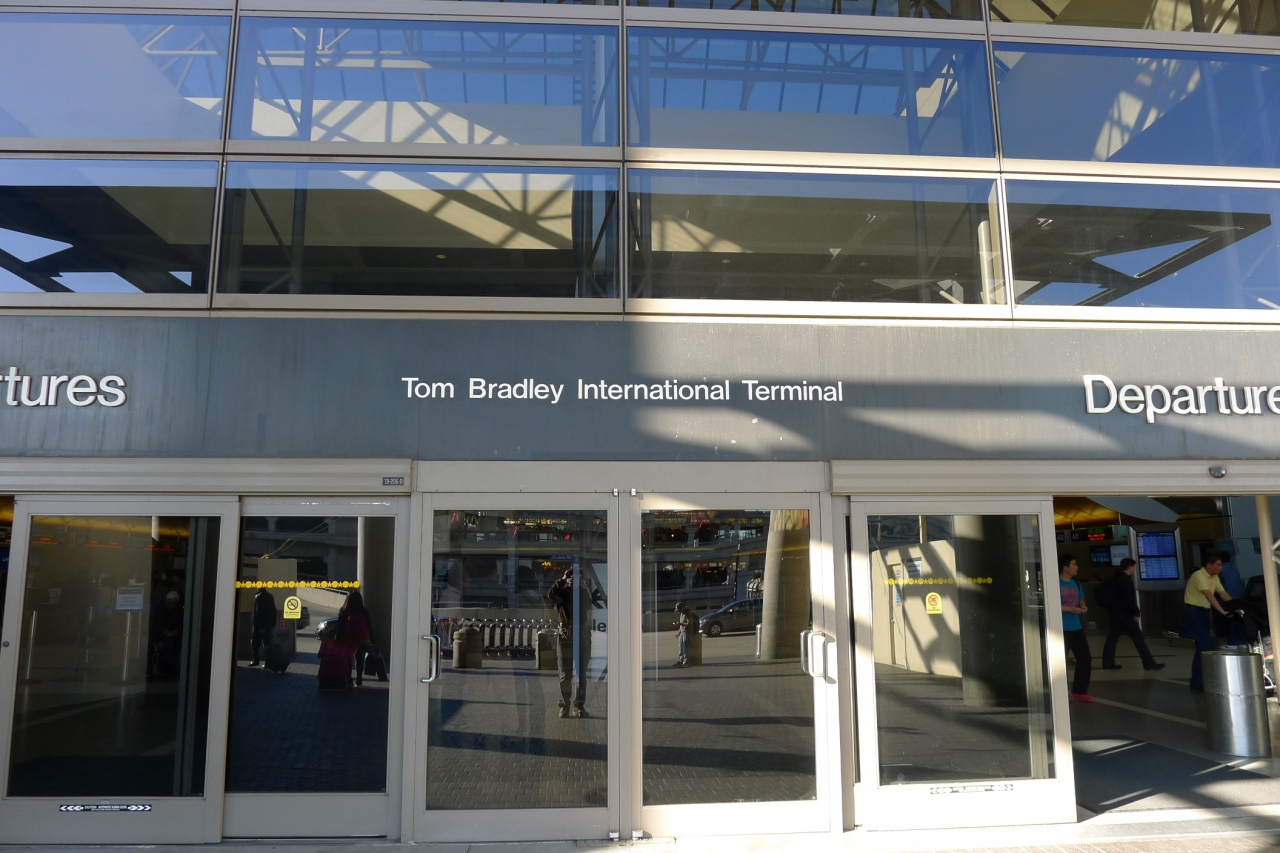 rtures
Tom Bradley International Terminal
Departure